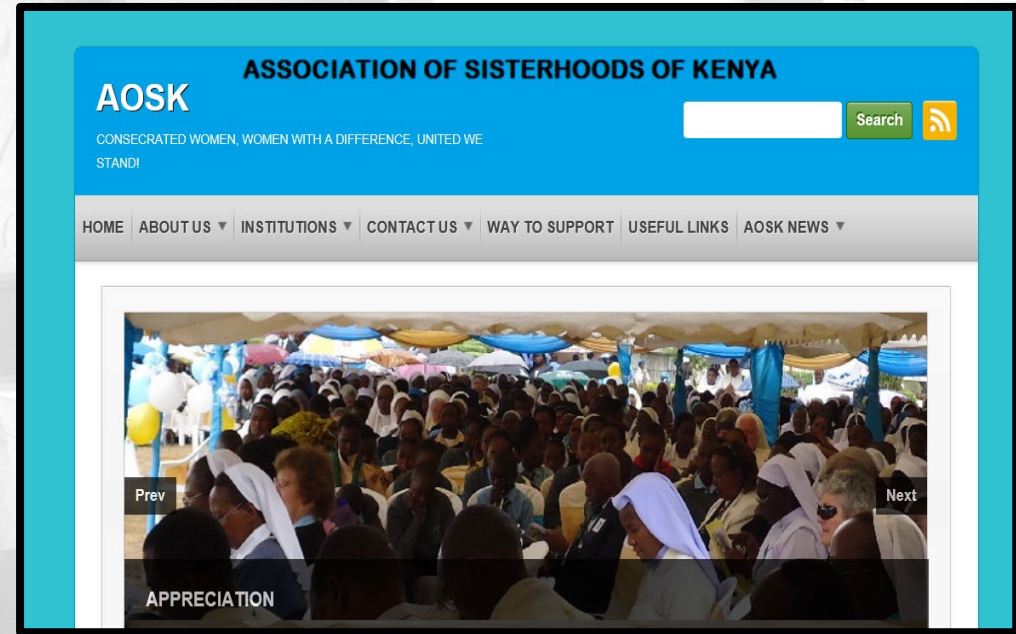 ASSOCIATION OF SISTERHOODS OF KENYA
AOSK
CONSECRATED WOMEN, WOMEN WITH A DIFFERENCE, UNITED WE
STAND!
Search
HOME ABOUT US INSTITUTIONS CONTACT US WAY TO SUPPORT USEFUL LINKS AOSK NEWS
Prev
Next
APPRECIATION